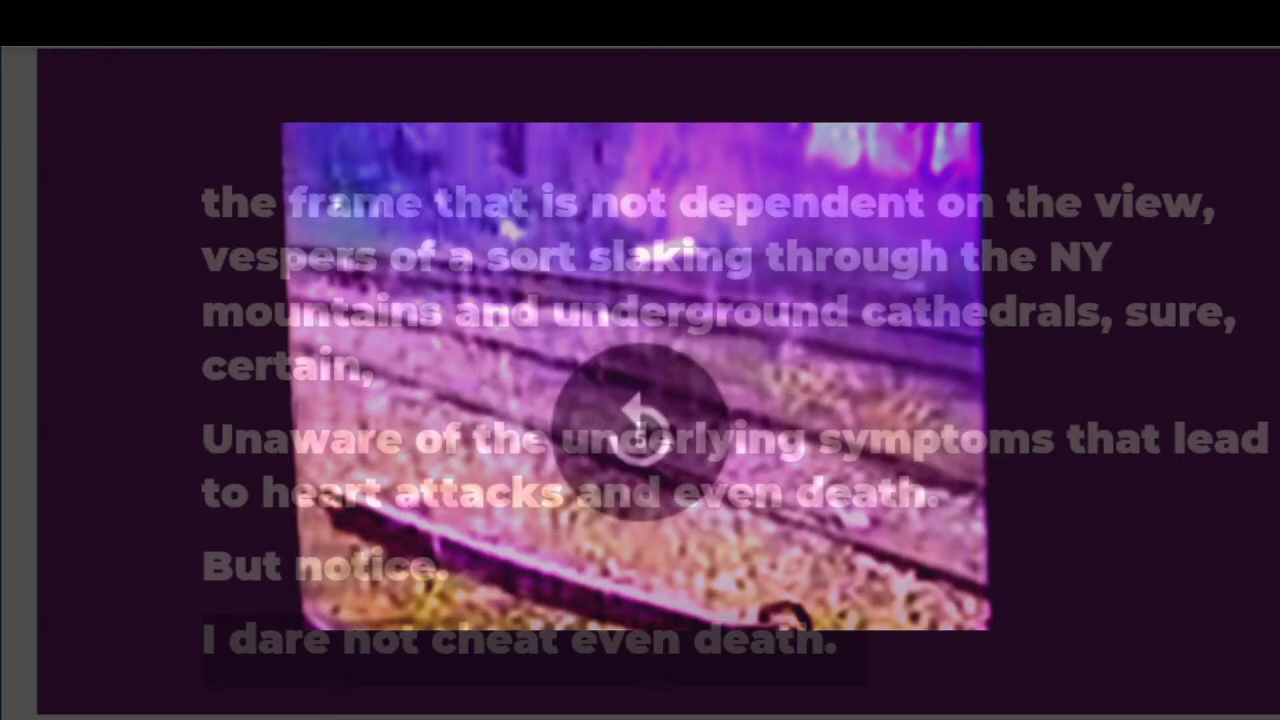 the frame that is not dependent on the view,
vespers of a sort slaking through the NY
mountains and underground cathedrals, sure,
certain,
Unaware of the underlying symptoms that lead
to heart attacks and even death.
But notice.
I dare not cheat even death.